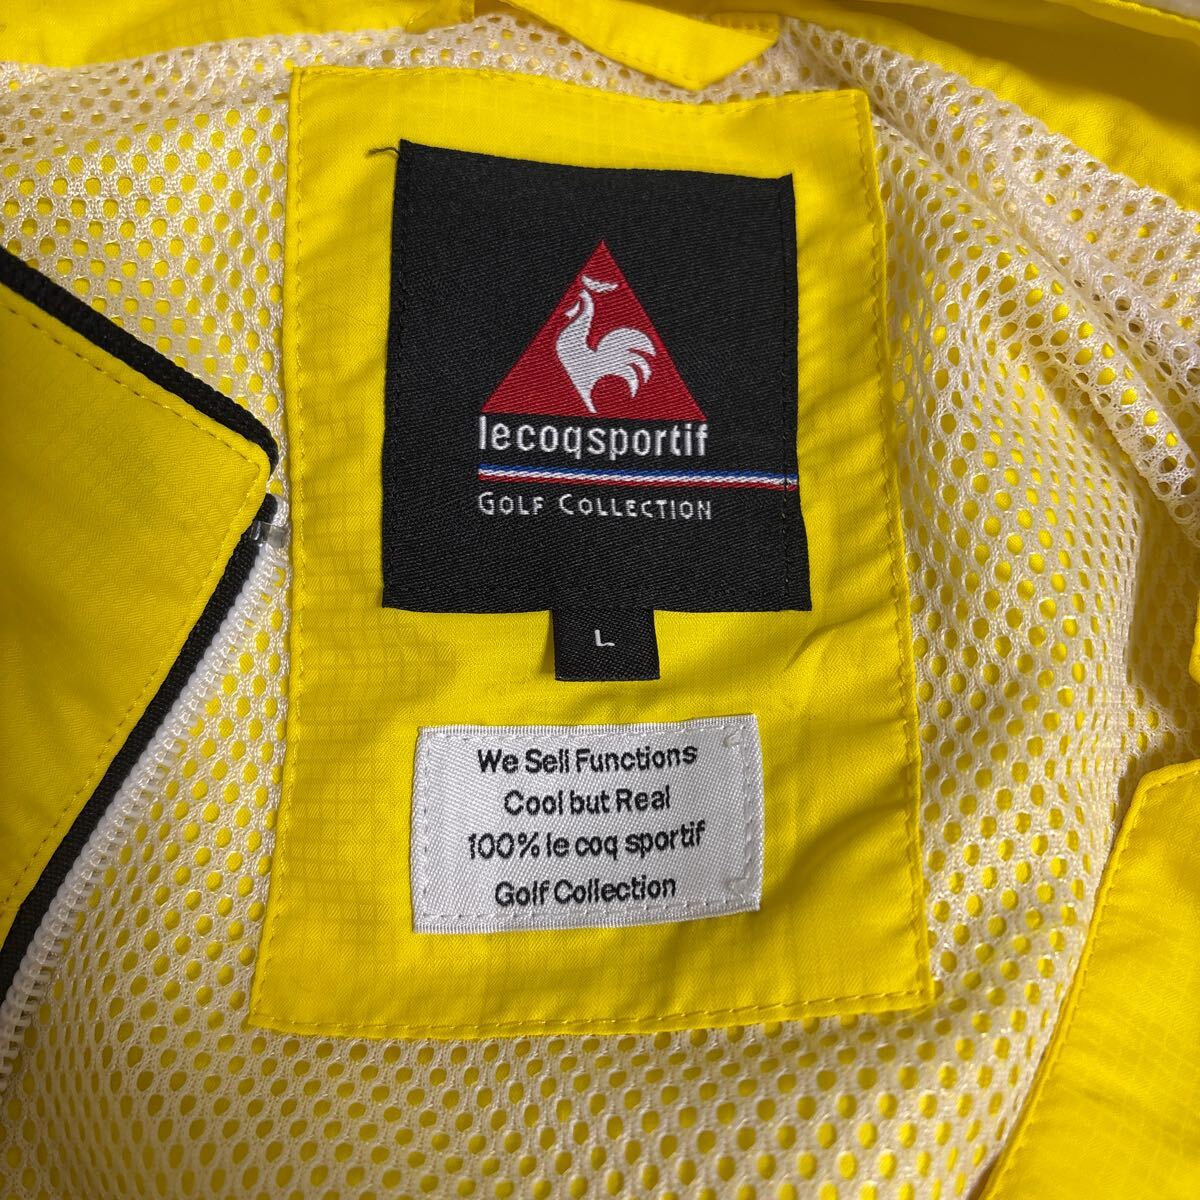 lecoqsportif
GOLF COLLECTION
L
We Sell Functions
Cool but Real
100% le coq sportif
Golf Collection